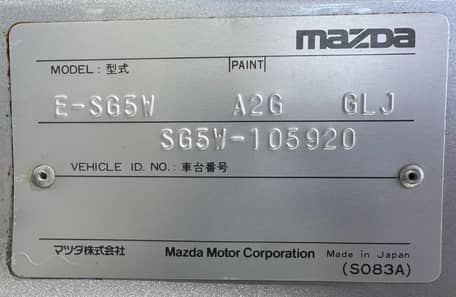 mazda
MODEL : 型式 PAINT
E-SG5W A2G GLJ
SG5W-105920
VEHICLE ID. NO. : 車台番号
マツダ株式会社 Mazda Motor Corporation Made in Japan
(S083A)